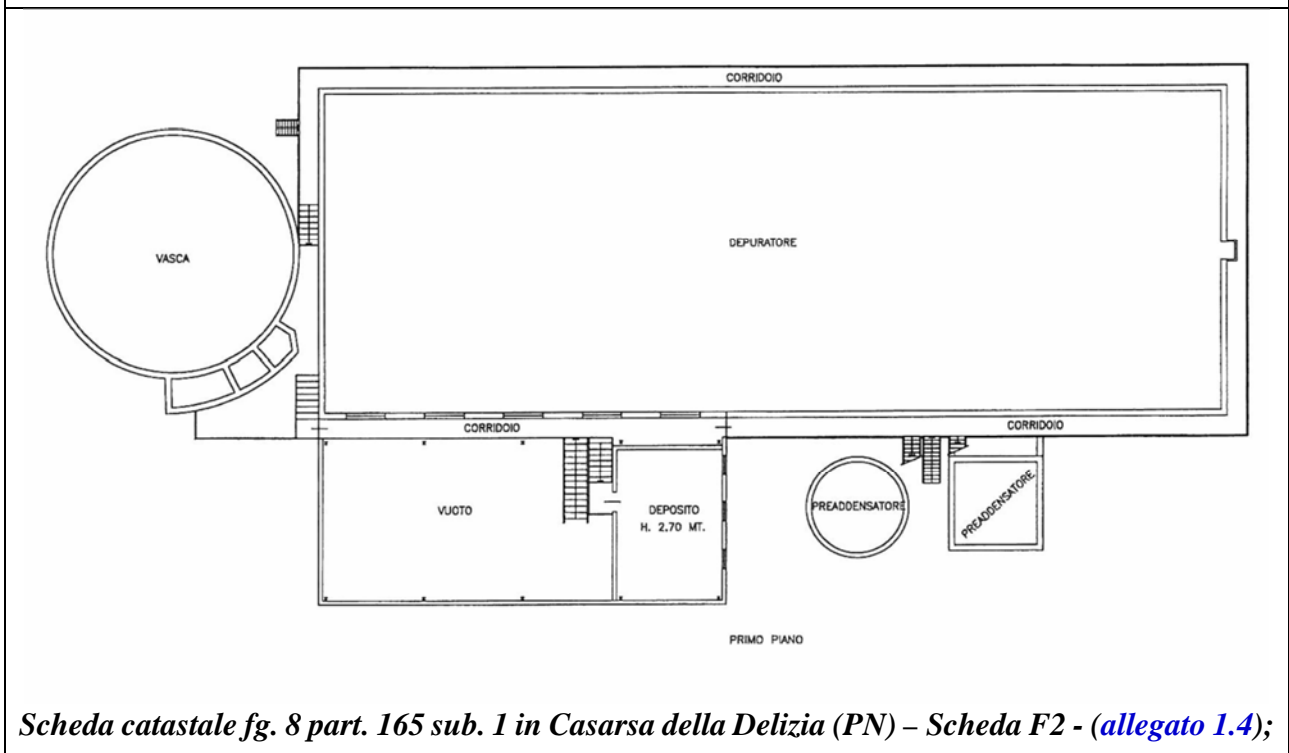 CORRIDOIO
DEPURATORE
VASCA
CORRIDOIO
CORRIDOIO
VUOTO
DEPOSITO
H. 2.70 MT.
PREADDENSATORE
PREADDENSATORE
PRIMO PIANO
Scheda catastale fg. 8 part. 165 sub. 1 in Casarsa della Delizia (PN) – Scheda F2 - (allegato 1.4);